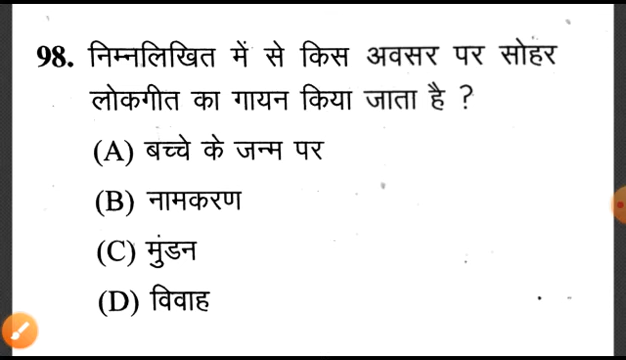 98. निम्नलिखित में से किस अवसर पर सोहर
लोकगीत का गायन किया जाता है ?
(A) बच्चे के जन्म पर
(B) नामकरण
(C) मुंडन
(D) विवाह